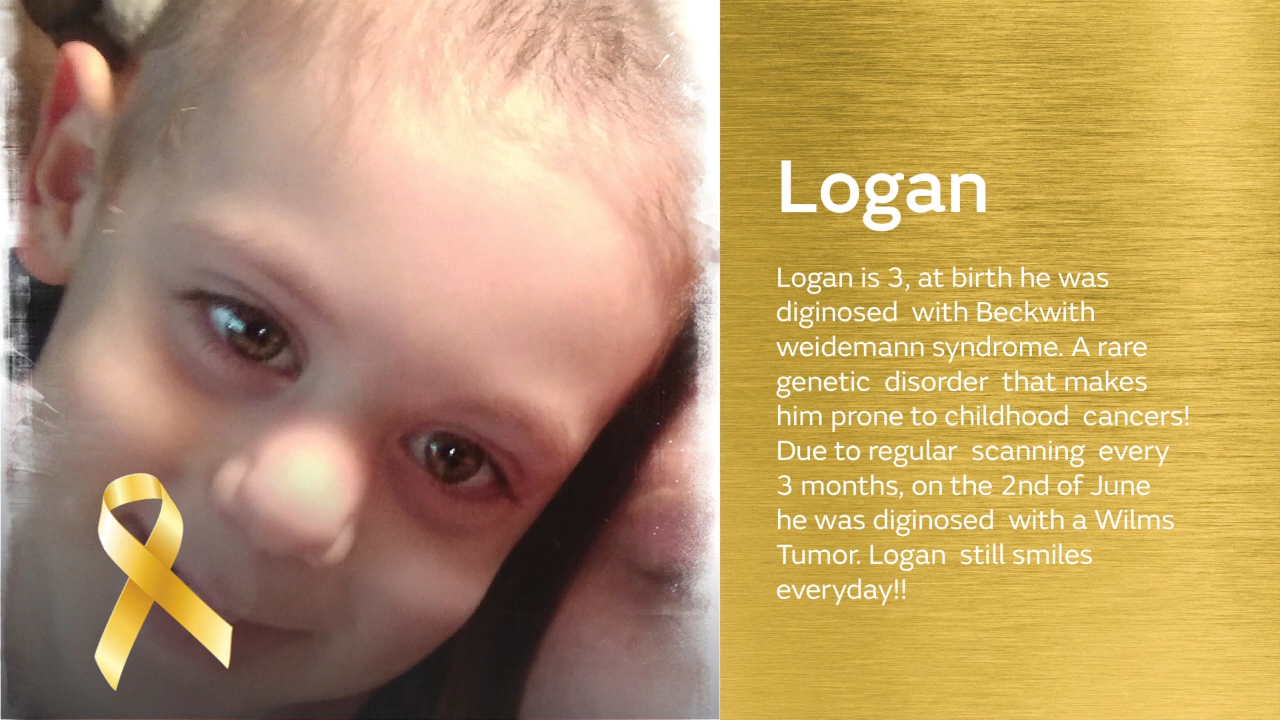 Logan
Logan is 3, at birth he was
diginosed with Beckwith
weidemann syndrome. A rare
genetic disorder that makes
him prone to childhood cancers!
Due to regular scanning every
3 months, on the 2nd of June
he was diginosed with a Wilms
Tumor. Logan still smiles
everyday!!